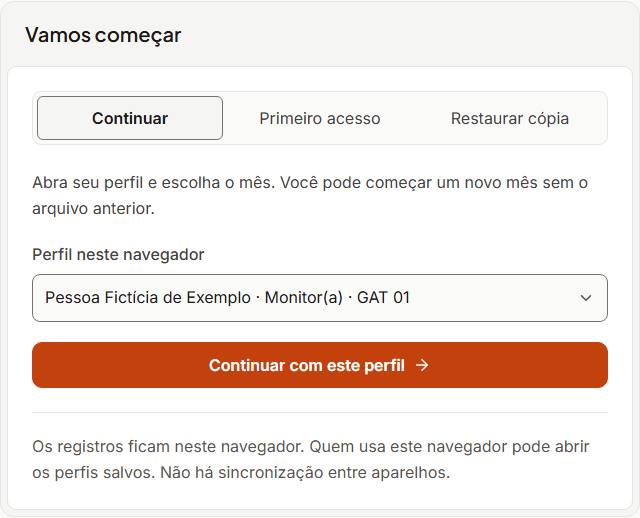 Vamos começar
Continuar
Primeiro acesso
Restaurar cópia
Abra seu perfil e escolha o mês. Você pode começar um novo mês sem o
arquivo anterior.
Perfil neste navegador
Pessoa Fictícia de Exemplo · Monitor(a) · GAT 01
Continuar com este perfil →
Os registros ficam neste navegador. Quem usa este navegador pode abrir
os perfis salvos. Não há sincronização entre aparelhos.